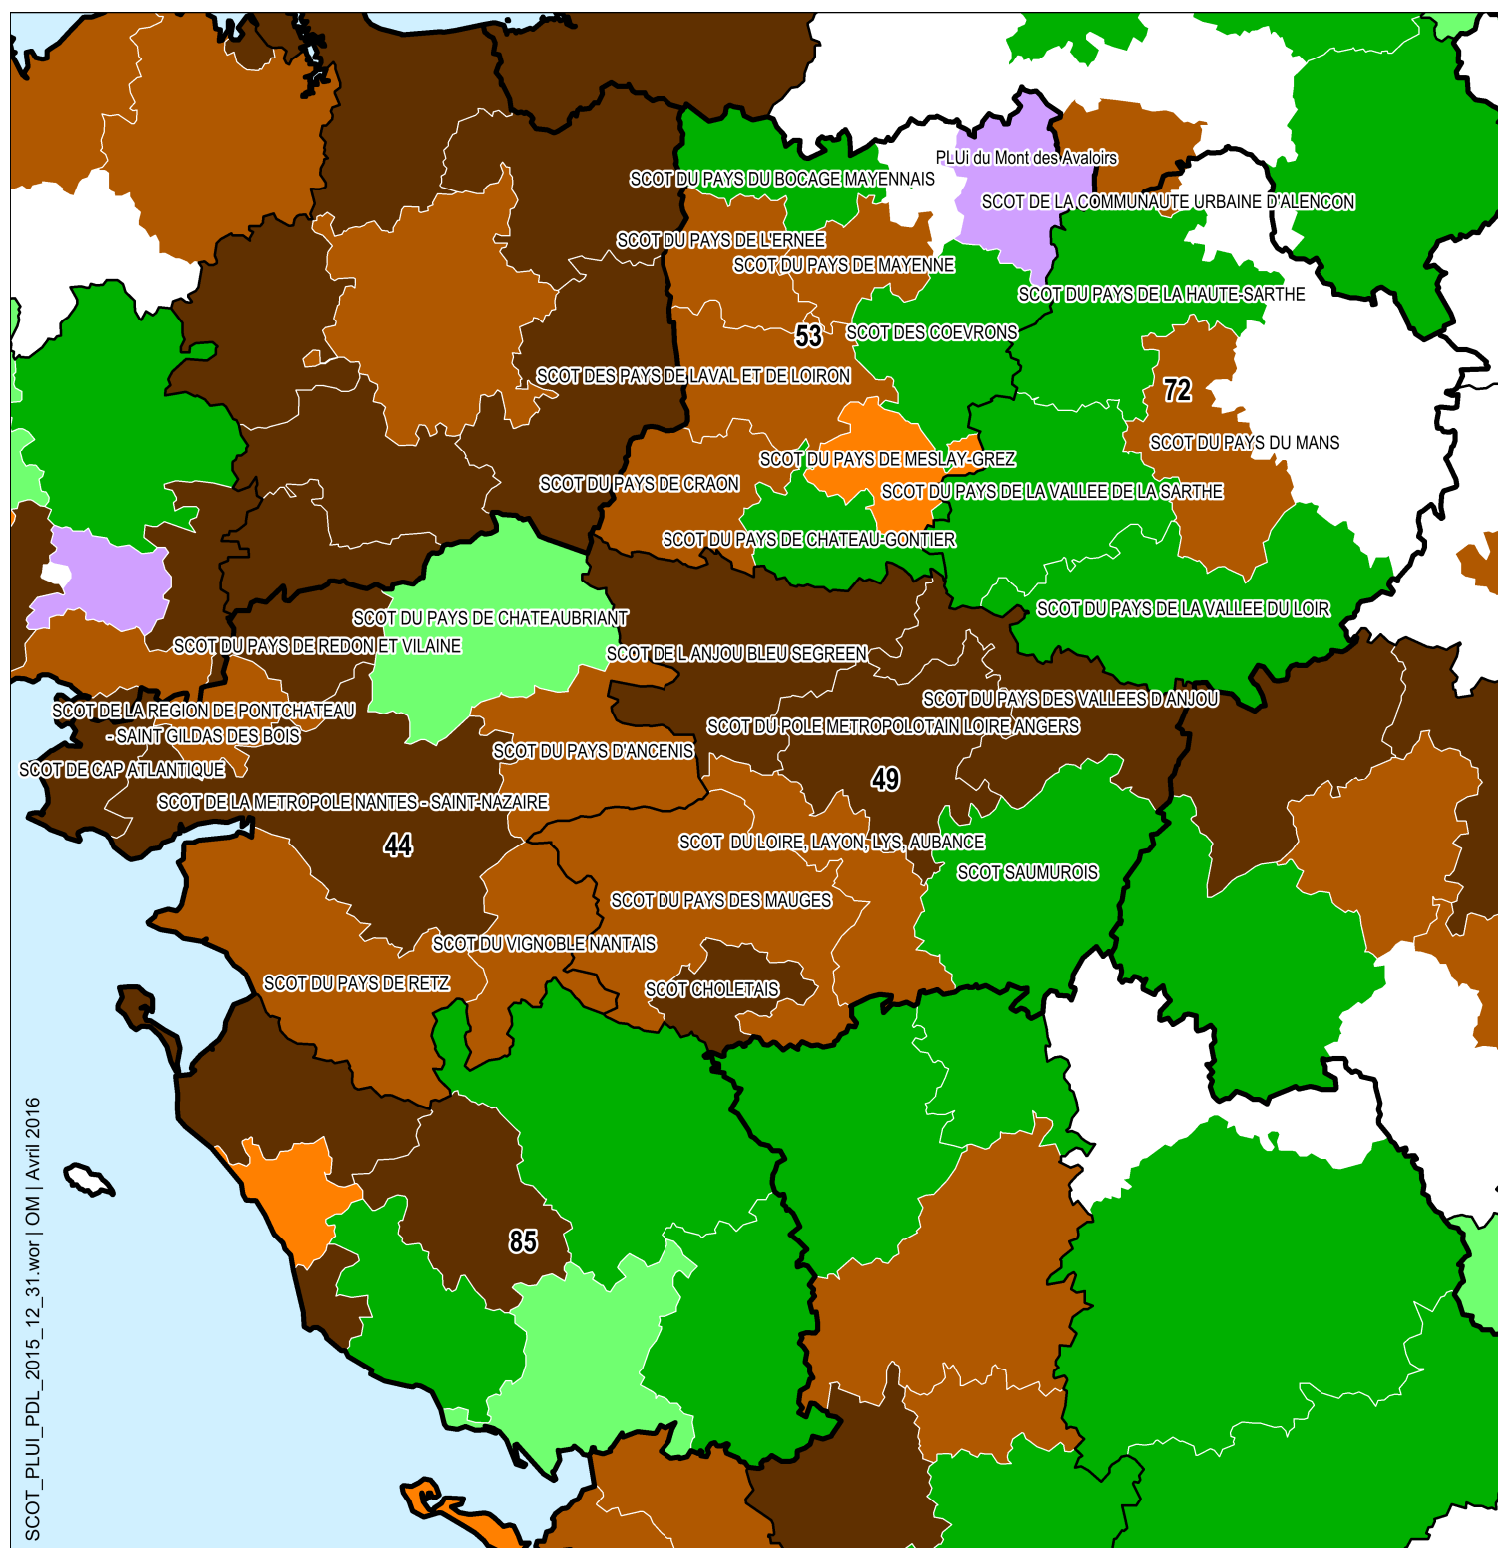 PLUi du Mont des Avaloirs
SCOT DU PAYS DU BOCAGE MAYENNAIS
SCOT DE LA COMMUNAUTE URBAINE D'ALENCON
SCOT DU PAYS DE L'ERNEE
SCOT DU PAYS DE MAYENNE
SCOT DU PAYS DE LA HAUTE-SARTHE
53
SCOT DES COEVRONS
SCOT DES PAYS DE LAVAL ET DE LOIRON
72
SCOT DU PAYS DU MANS
SCOT DU PAYS DE MESLAY-GREZ
SCOT DU PAYS DE CRAON
SCOT DU PAYS DE LA VALLEE DE LA SARTHE
SCOT DU PAYS DE CHATEAU-GONTIER
SCOT DU PAYS DE LA VALLEE DU LOIR
SCOT DU PAYS DE CHATEAUBRIANT
SCOT DU PAYS DE REDON ET VILAINE
SCOT DE L ANJOU BLEU SEGREEN
SCOT DU PAYS DES VALLEES D ANJOU
SCOT DE LA REGION DE PONTCHATEAU
- SAINT GILDAS DES BOIS
SCOT DU POLE METROPOLOTAIN LOIRE ANGERS
SCOT DU PAYS D'ANCENIS
SCOT DE CAP ATLANTIQUE
49
SCOT DE LA METROPOLE NANTES - SAINT-NAZAIRE
44
SCOT  DU LOIRE, LAYON, LYS, AUBANCE
SCOT SAUMUROIS
SCOT DU PAYS DES MAUGES
SCOT DU VIGNOBLE NANTAIS
SCOT DU PAYS DE RETZ
SCOT CHOLETAIS
85
SCOT_PLUI_PDL_2015_12_31.wor | OM | Avril 2016